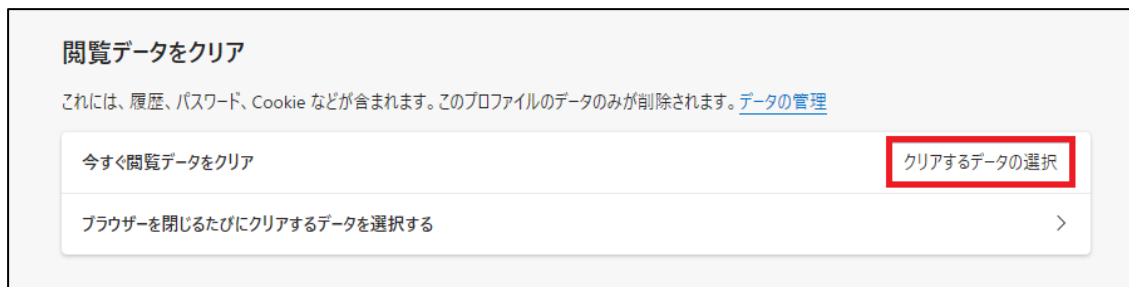 閲覧データをクリア
これには、履歴、パスワード、Cookie などが含まれます。このプロファイルのデータのみが削除されます。データの管理
今すぐ閲覧データをクリア
クリアするデータの選択
ブラウザーを閉じるたびにクリアするデータを選択する